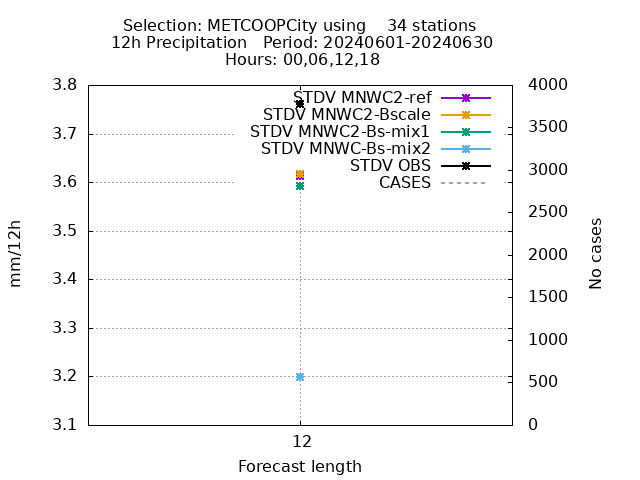 Selection: METCOOPCity using 34 stations
12h Precipitation Period: 20240601-20240630
Hours: 00,06,12,18
STDV MNWC2-ref
STDV MNWC2-Bscale
STDV MNWC2-Bs-mix1
STDV MNWC-Bs-mix2
STDV OBS
CASES
3.8
3.7
3.6
3.5
3.4
3.3
3.2
3.1
mm/12h
4000
3500
3000
2500
2000
1500
1000
500
0
No cases
12
Forecast length